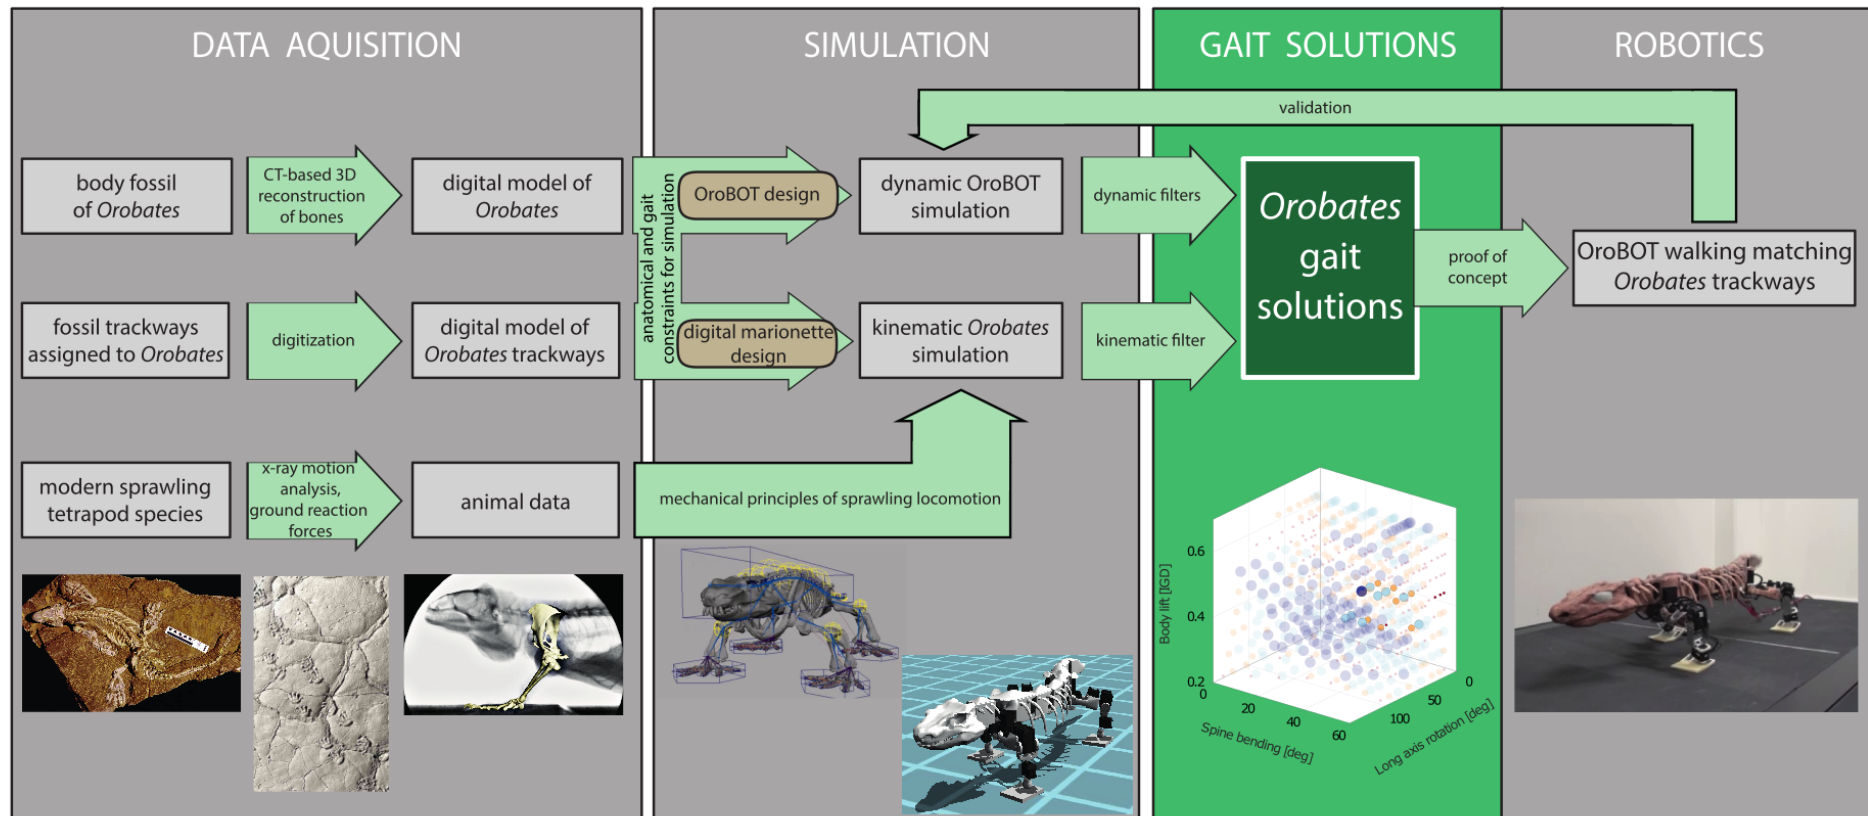 DATA AQUISITION
SIMULATION
GAIT SOLUTIONS
ROBOTICS
validation
body fossil
of Orobates
CT-based 3D
reconstruction
of bones
digital model of
Orobates
anatomical and gait
constraints for simulation
OroBOT design
dynamic OroBOT
simulation
dynamic filters
Orobates
gait
solutions
proof of
concept
OroBOT walking matching
Orobates trackways
fossil trackways
assigned to Orobates
digitization
digital model of
Orobates trackways
digital marionette
design
kinematic Orobates
simulation
kinematic filter
modern sprawling
tetrapod species
x-ray motion
analysis,
ground reaction
forces
animal data
mechanical principles of sprawling locomotion
Body lift [IGD]
0.6
0.4
0.2
0
20
40
60
Spine bending [deg]
100
50
0
Long axis rotation [deg]